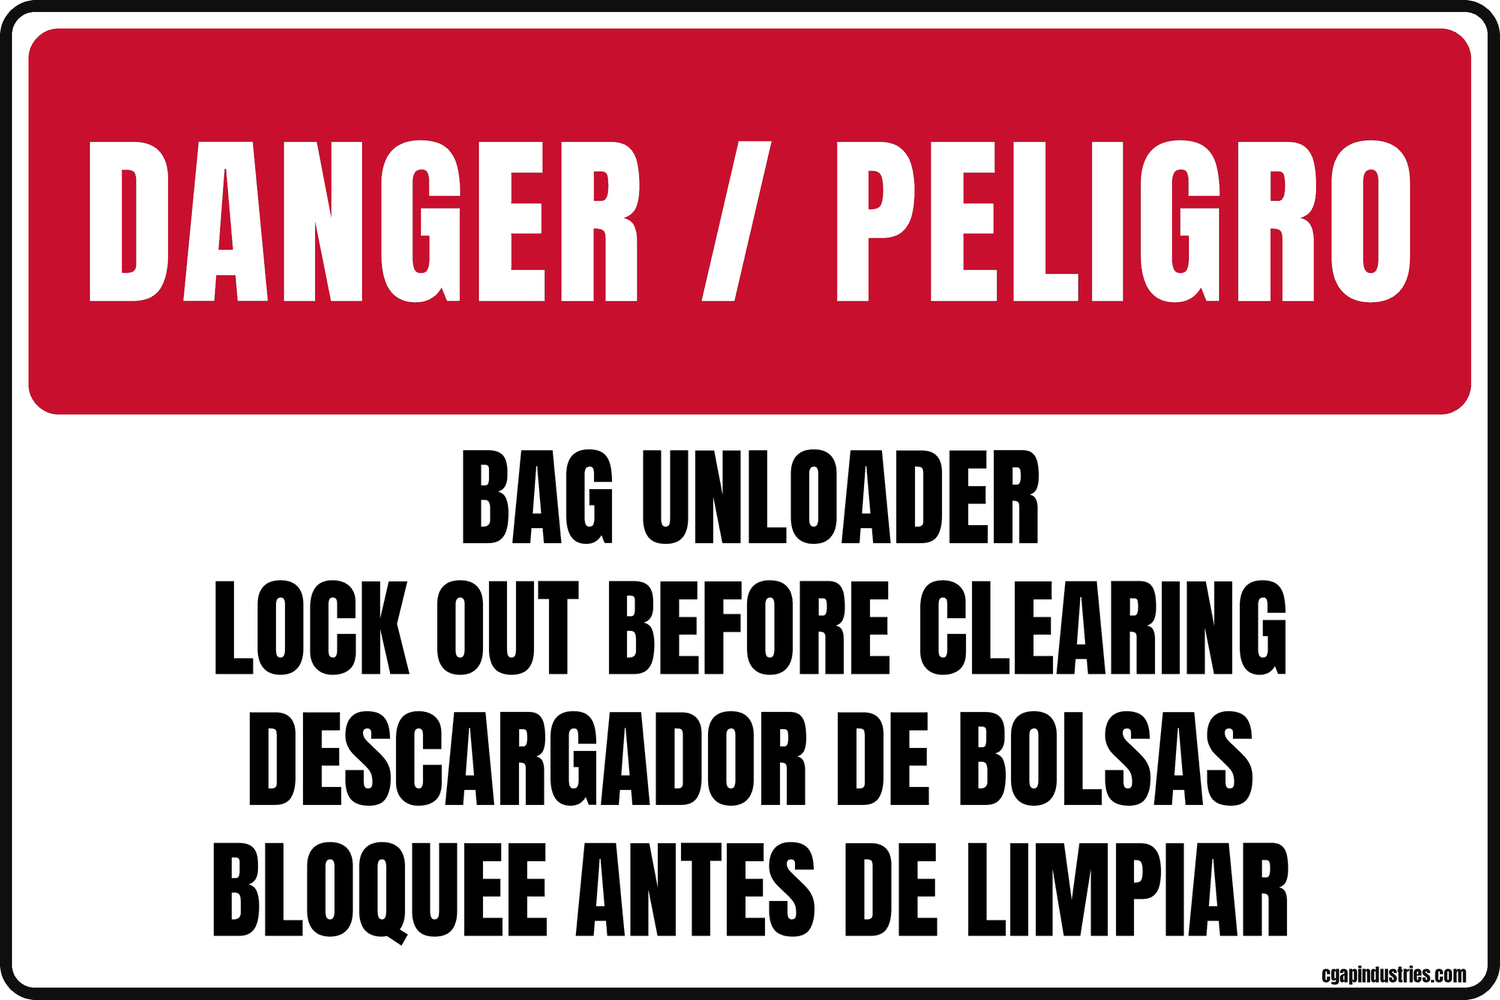 DANGER / PELIGRO
BAG UNLOADER
LOCK OUT BEFORE CLEARING
DESCARGADOR DE BOLSAS
BLOQUEE ANTES DE LIMPIAR
cgapindustries.com